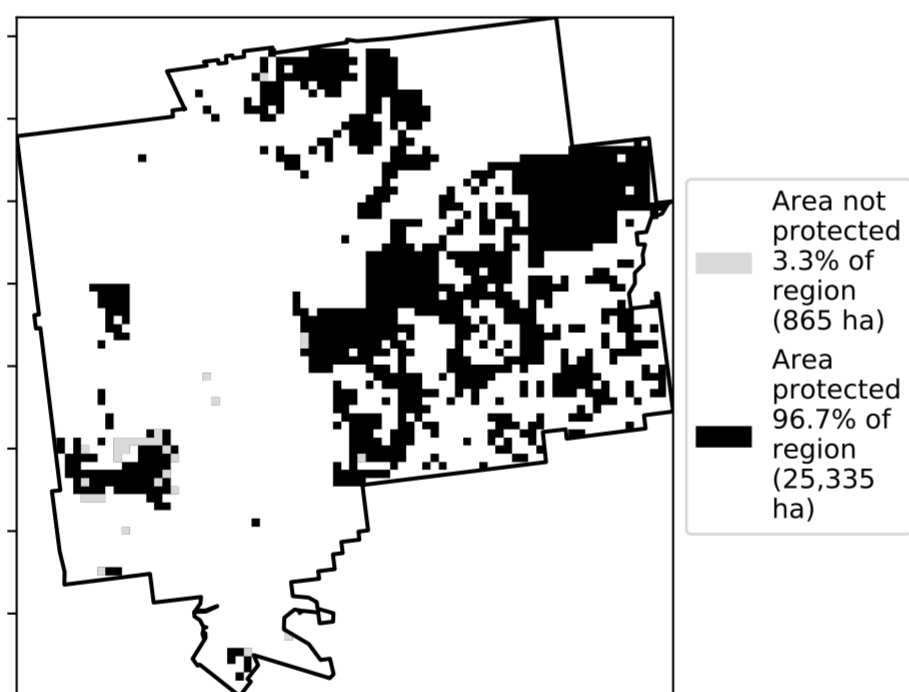 Area not
protected
3.3% of
region
(865 ha)
Area
protected
96.7% of
region
(25,335
ha)